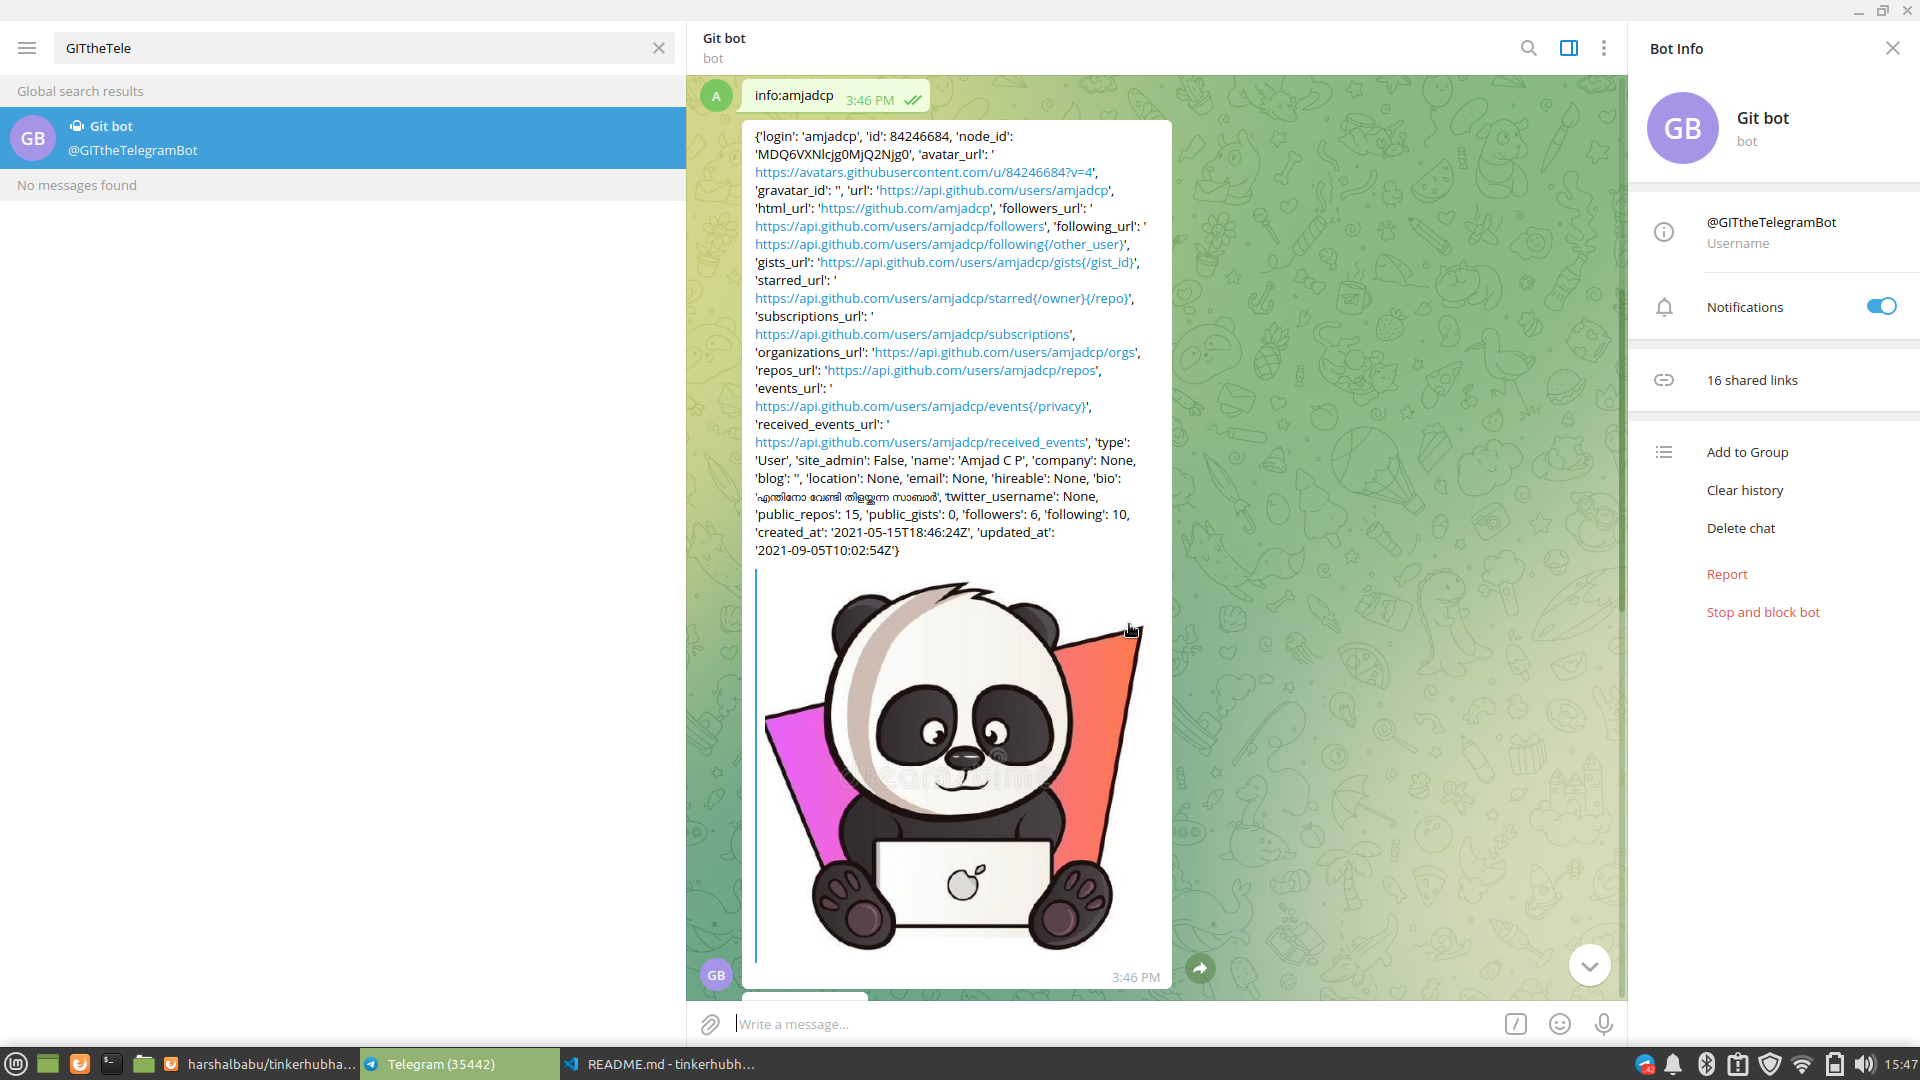 GITtheTele
Global search results
GB
Git bot
@GITtheTelegramBot
No messages found
Git bot
bot
A
info:amjadcp
3:46 PM
{'login': 'amjadcp', 'id': 84246684, 'node_id':
'MDQ6VXNlcjg0MjQ2Njg0', 'avatar_url': '
https://avatars.githubusercontent.com/u/84246684?v=4',
'gravatar_id': '', 'url': 'https://api.github.com/users/amjadcp',
'html_url': 'https://github.com/amjadcp', 'followers_url': '
https://api.github.com/users/amjadcp/followers', 'following_url': '
https://api.github.com/users/amjadcp/following{/other_user}',
'gists_url': 'https://api.github.com/users/amjadcp/gists{/gist_id}',
'starred_url': '
https://api.github.com/users/amjadcp/starred{/owner}{/repo}',
'subscriptions_url': '
https://api.github.com/users/amjadcp/subscriptions',
'organizations_url': 'https://api.github.com/users/amjadcp/orgs',
'repos_url': 'https://api.github.com/users/amjadcp/repos',
'events_url': '
https://api.github.com/users/amjadcp/events{/privacy}',
'received_events_url': '
https://api.github.com/users/amjadcp/received_events', 'type':
'User', 'site_admin': False, 'name': 'Amjad C P', 'company': None,
'blog': '', 'location': None, 'email': None, 'hireable': None, 'bio':
'എന്തിനോ വേണ്ടി തിളയ്ക്കുന്ന സാബാർ', 'twitter_username': None,
'public_repos': 15, 'public_gists': 0, 'followers': 6, 'following': 10,
'created_at': '2021-05-15T18:46:24Z', 'updated_at':
'2021-09-05T10:02:54Z'}
dreamstime
GB
3:46 PM
Write a message...
Bot Info
GB
Git bot
bot
@GITtheTelegramBot
Username
Notifications
16 shared links
Add to Group
Clear history
Delete chat
Report
Stop and block bot
harshalbabu/tinkerhubha...
Telegram (35442)
README.md - tinkerhubh...
15:47